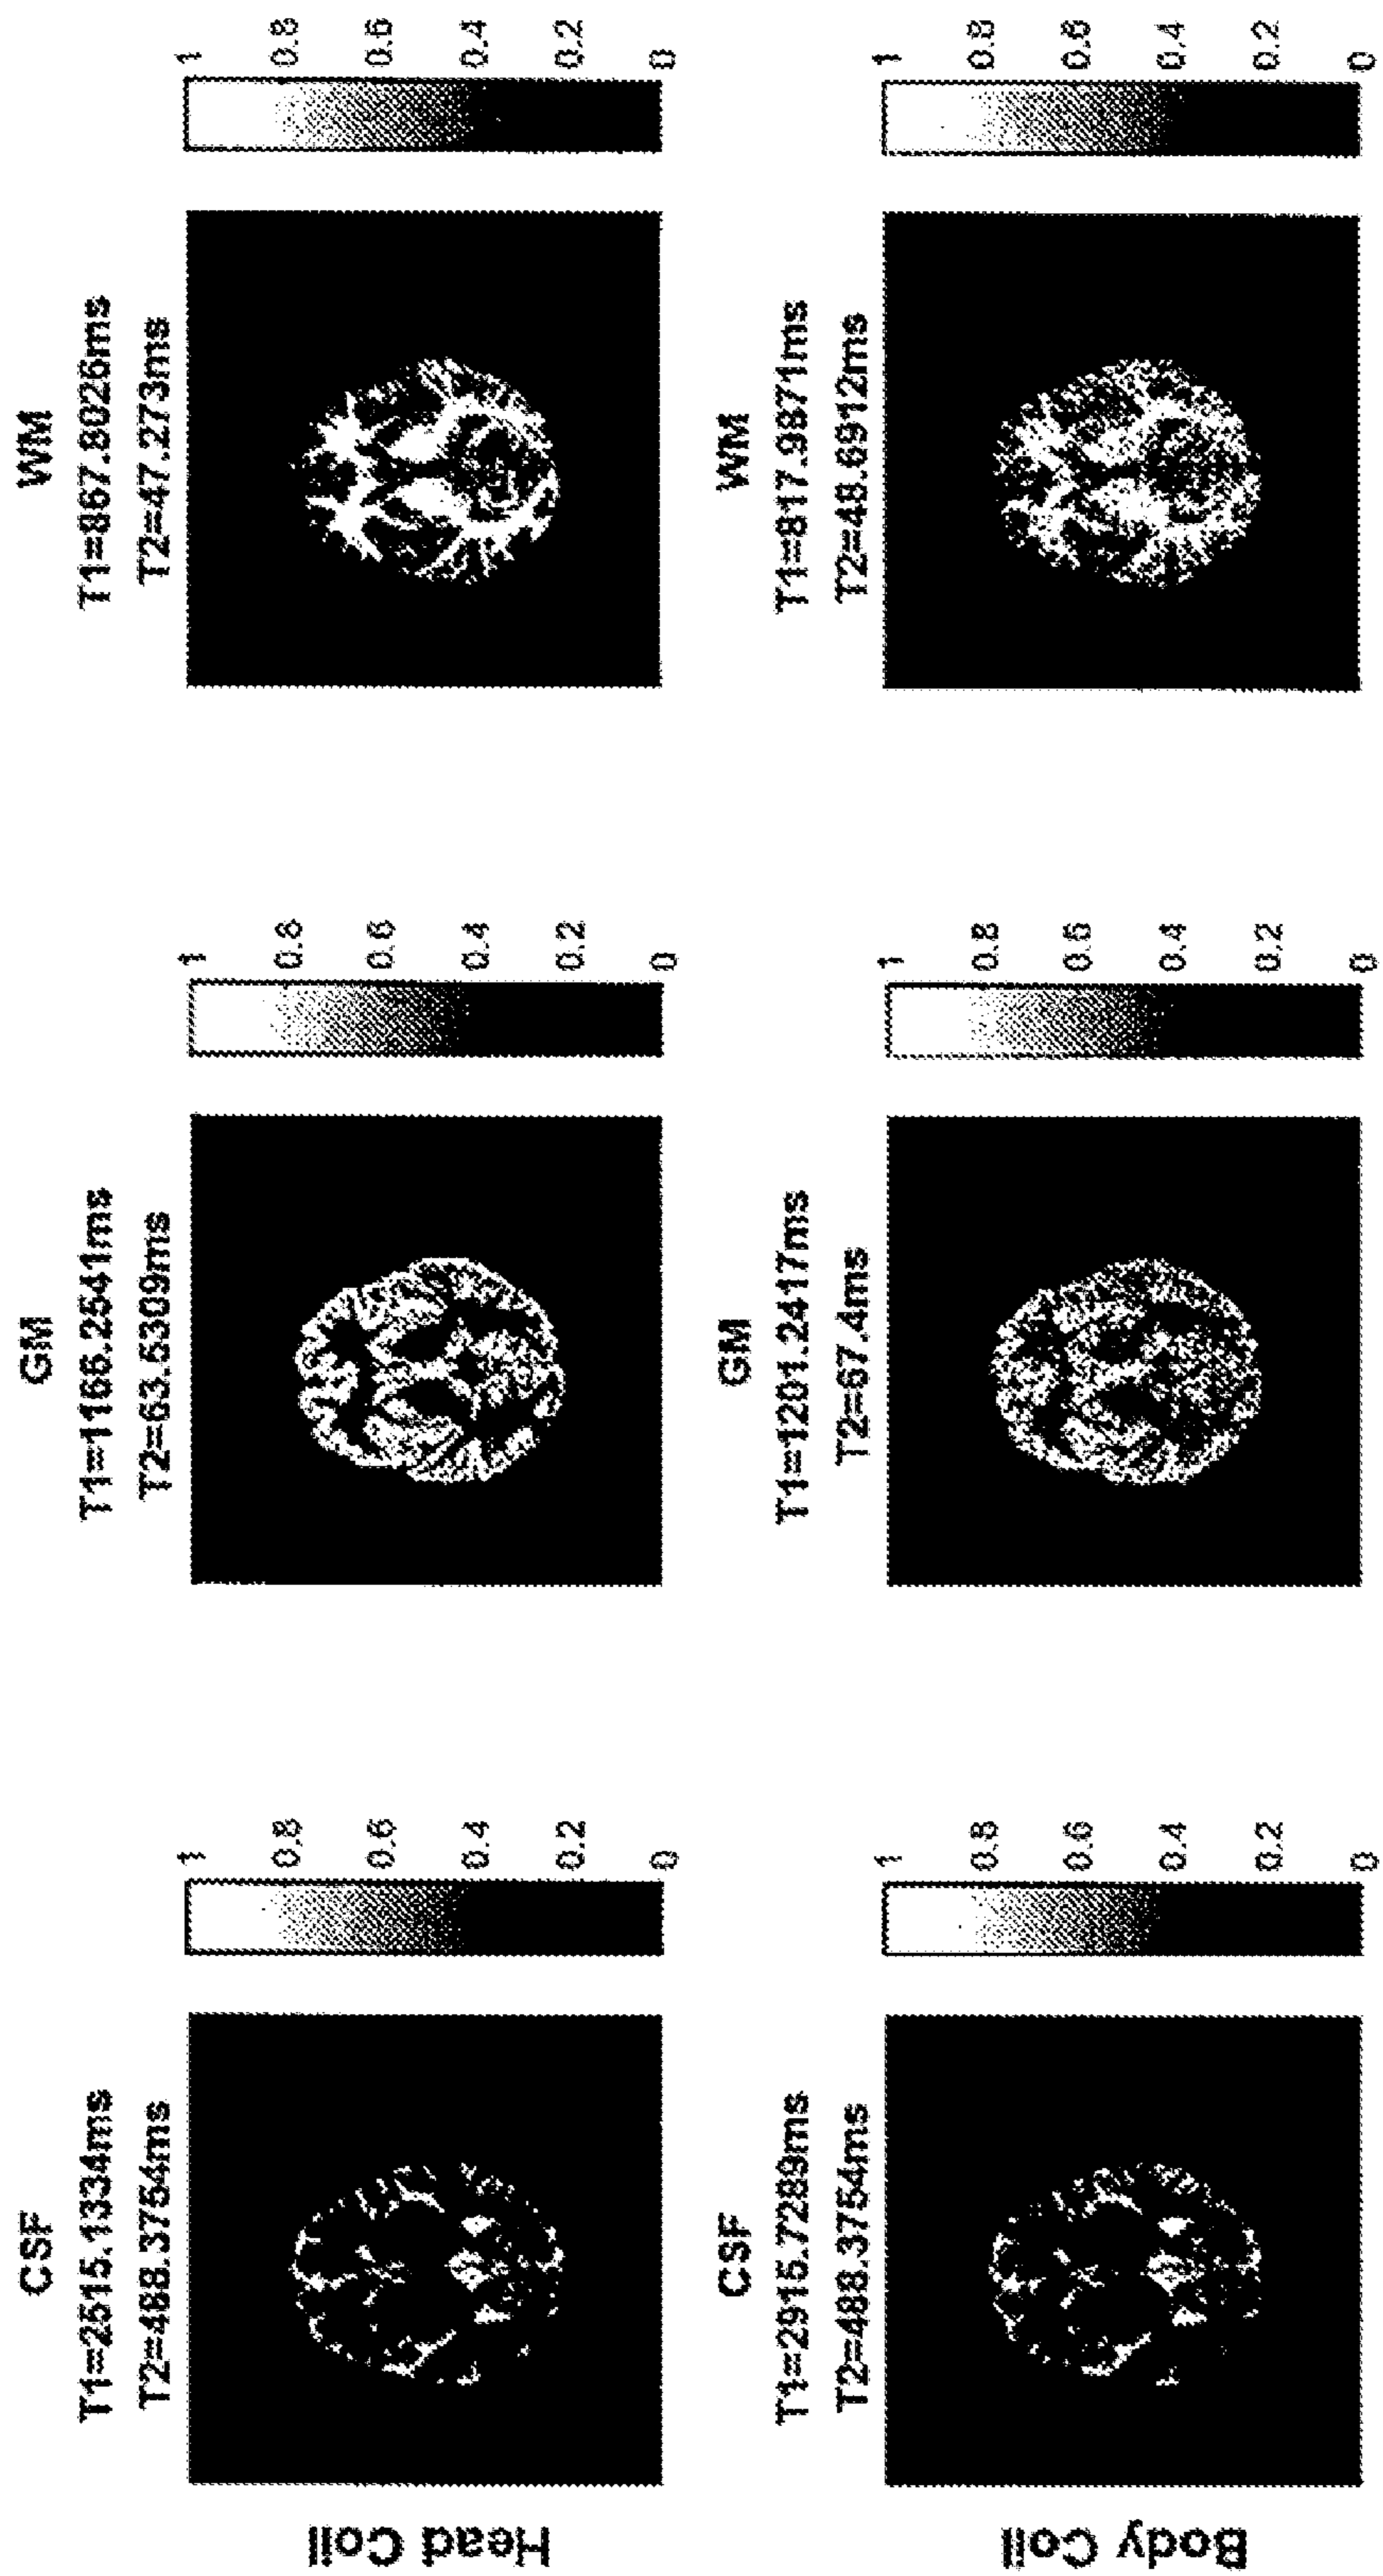 CSF
T1=2515.1334ms
T2=488.3754ms
1
0.8
0.6
0.4
0.2
0
GM
T1=1166.2541ms
T2=63.5309ms
1
0.8
0.6
0.4
0.2
0
WM
T1=867.8026ms
T2=47.273ms
1
0.8
0.6
0.4
0.2
0
Head Coil
CSF
T1=2915.7289ms
T2=488.3754ms
1
0.8
0.6
0.4
0.2
0
GM
T1=1201.2417ms
T2=67.4ms
1
0.8
0.6
0.4
0.2
0
WM
T1=817.9871ms
T2=48.6912ms
1
0.8
0.6
0.4
0.2
0
Body Coil